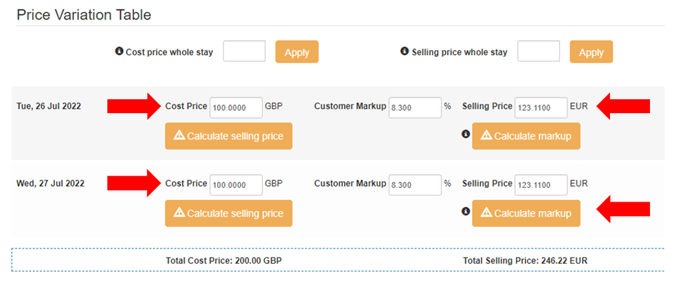 Price Variation Table
Cost price whole stay Apply Selling price whole stay Apply
Tue, 26 Jul 2022 Cost Price 100.0000 GBP Customer Markup 8.300 % Selling Price 123.1100 EUR
Calculate selling price Calculate markup
Wed, 27 Jul 2022 Cost Price 100.0000 GBP Customer Markup 8.300 % Selling Price 123.1100 EUR
Calculate selling price Calculate markup
Total Cost Price: 200.00 GBP Total Selling Price: 246.22 EUR